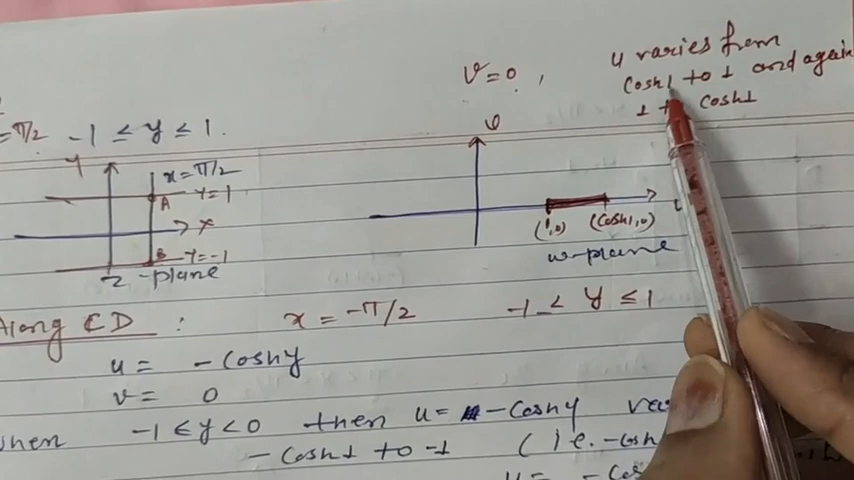 V=0 , u varies from
cosh1 to 1 and again
1 to cosh1
=π/2 -1 ≤ y ≤ 1.
Y
x=π/2
Y=1
A
X
B
Y=-1
z-plane
(1,0) (cosh1,0)
w-plane
Along CD : x = -π/2 -1 ≤ y ≤ 1
u = -coshy
v = 0
when -1 ≤ y < 0 then u= -coshy
-cosh1 to -1 (i.e. -cosh
u= -cos